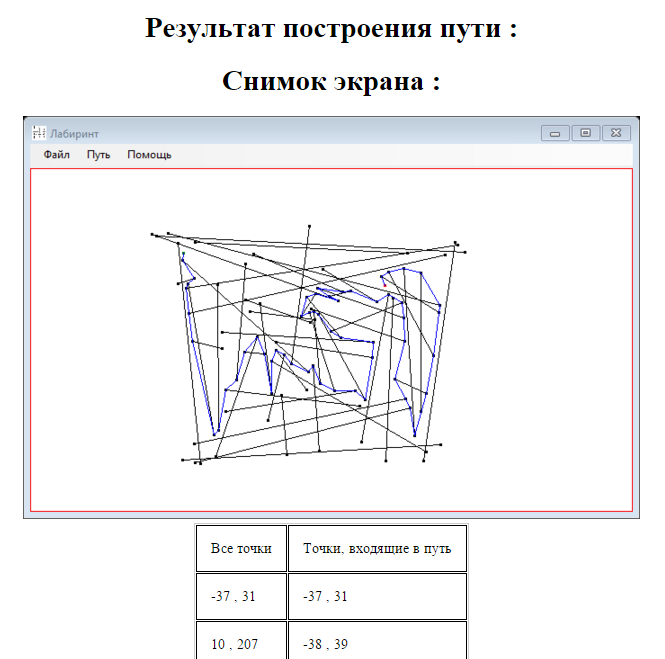 Результат построения пути :
Снимок экрана :
Лабиринт
Файл Путь Помощь
Все точки Точки, входящие в путь
-37 , 31 -37 , 31
10 , 207 -38 , 39